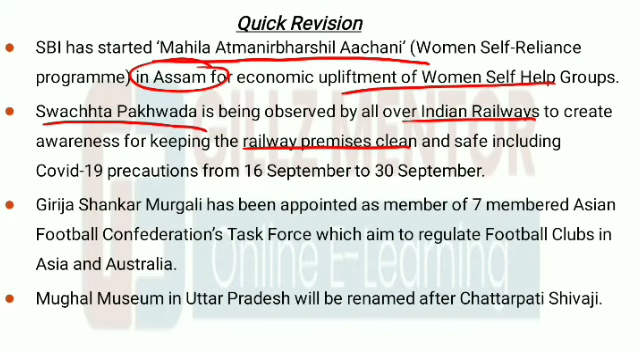 Quick Revision
SBI has started ‘Mahila Atmanirbharshil Aachani’ (Women Self-Reliance
programme) in Assam for economic upliftment of Women Self Help Groups.
Swachhta Pakhwada is being observed by all over Indian Railways to create
awareness for keeping the railway premises clean and safe including
Covid-19 precautions from 16 September to 30 September.
Girija Shankar Murgali has been appointed as member of 7 membered Asian
Football Confederation’s Task Force which aim to regulate Football Clubs in
Asia and Australia.
Mughal Museum in Uttar Pradesh will be renamed after Chattarpati Shivaji.
GILLZ MENTOR
Online E-Learning